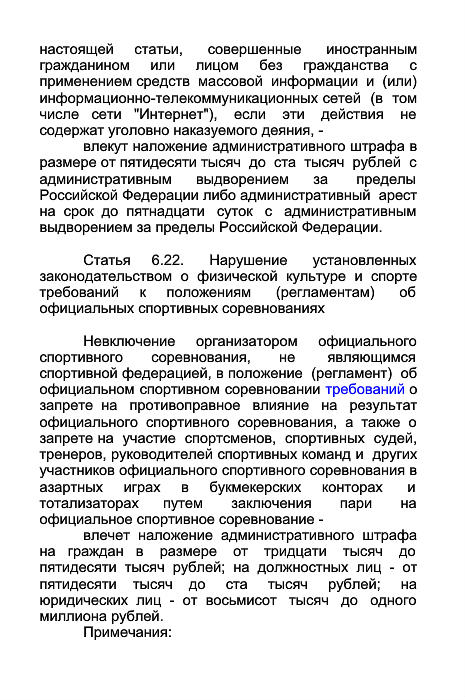 настоящей статьи, совершенные иностранным
гражданином или лицом без гражданства с
применением средств массовой информации и (или)
информационно-телекоммуникационных сетей (в том
числе сети "Интернет"), если эти действия не
содержат уголовно наказуемого деяния, -
влекут наложение административного штрафа в
размере от пятидесяти тысяч до ста тысяч рублей с
административным выдворением за пределы
Российской Федерации либо административный арест
на срок до пятнадцати суток с административным
выдворением за пределы Российской Федерации.
Статья 6.22. Нарушение установленных
законодательством о физической культуре и спорте
требований к положениям (регламентам) об
официальных спортивных соревнованиях
Невключение организатором официального
спортивного соревнования, не являющимся
спортивной федерацией, в положение (регламент) об
официальном спортивном соревновании требований о
запрете на противоправное влияние на результат
официального спортивного соревнования, а также о
запрете на участие спортсменов, спортивных судей,
тренеров, руководителей спортивных команд и других
участников официального спортивного соревнования в
азартных играх в букмекерских конторах и
тотализаторах путем заключения пари на
официальное спортивное соревнование -
влечет наложение административного штрафа
на граждан в размере от тридцати тысяч до
пятидесяти тысяч рублей; на должностных лиц - от
пятидесяти тысяч до ста тысяч рублей; на
юридических лиц - от восьмисот тысяч до одного
миллиона рублей.
Примечания: